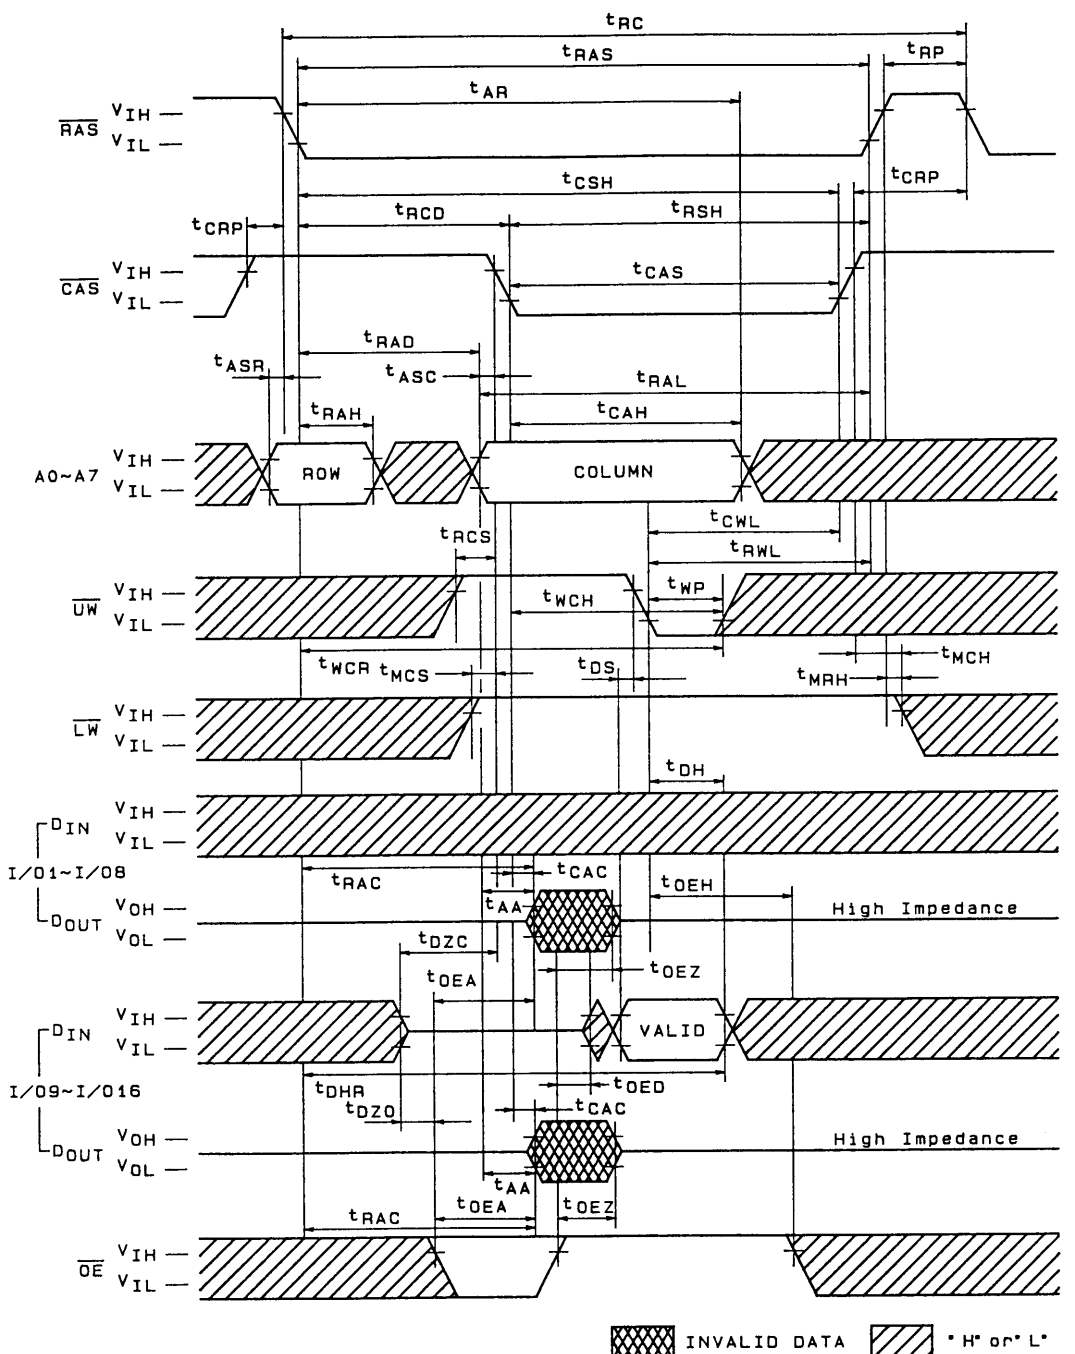 tRC
tRAS
tRP
tAR
RAS
VIH
VIL
tCSH
tCRP
tRCD
tRSH
tCRP
CAS
VIH
VIL
tCAS
tRAD
tASR
tASC
tRAL
tRAH
tCAH
A0~A7
VIH
VIL
ROW
COLUMN
tCWL
tRCS
tRWL
UW
VIH
VIL
tWCH
tWP
tWCR
tMCS
tDS
tMCH
tMRH
LW
VIH
VIL
tDH
DIN
VIH
VIL
I/O1~I/O8
tRAC
tCAC
tOEH
DOUT
VOH
VOL
tAA
High Impedance
tDZC
tOEA
tOEZ
DIN
VIH
VIL
VALID
I/O9~I/O16
tDHR
tOED
tDZO
tCAC
DOUT
VOH
VOL
High Impedance
tAA
tOEA
tOEZ
tRAC
OE
VIH
VIL
INVALID DATA
"H" or "L"